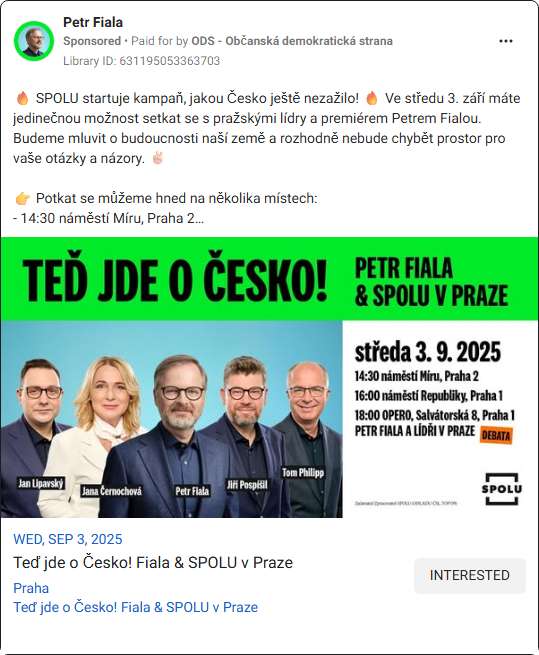 Petr Fiala
Sponsored • Paid for by ODS - Občanská demokratická strana
Library ID: 631195053363703
🔥 SPOLU startuje kampaň, jakou Česko ještě nezažilo! 🔥 Ve středu 3. září máte
jedinečnou možnost setkat se s pražskými lídry a premiérem Petrem Fialou.
Budeme mluvit o budoucnosti naší země a rozhodně nebude chybět prostor pro
vaše otázky a názory. ✌🏻
👉 Potkat se můžeme hned na několika místech:
- 14:30 náměstí Míru, Praha 2…
TEĎ JDE O ČESKO!
PETR FIALA
& SPOLU V PRAZE
středa 3. 9. 2025
14:30 náměstí Míru, Praha 2
16:00 náměstí Republiky, Praha 1
18:00 OPERO, Salvátorská 8, Praha 1
PETR FIALA A LÍDŘI V PRAZE DEBATA
Jan Lipavský
Jana Černochová
Petr Fiala
Jiří Pospíšil
Tom Philipp
SPOLU
WED, SEP 3, 2025
Teď jde o Česko! Fiala & SPOLU v Praze
Praha
Teď jde o Česko! Fiala & SPOLU v Praze
INTERESTED